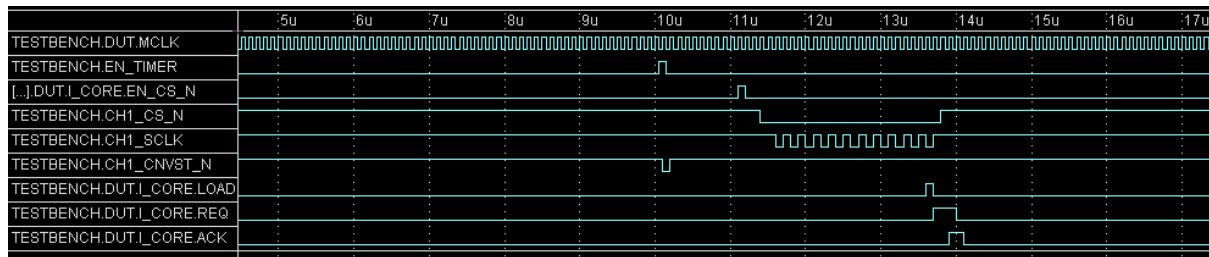 5u 6u 7u 8u 9u 10u 11u 12u 13u 14u 15u 16u 17u
TESTBENCH.DUT.MCLK
TESTBENCH.EN_TIMER
[...].DUT.I_CORE.EN_CS_N
TESTBENCH.CH1_CS_N
TESTBENCH.CH1_SCLK
TESTBENCH.CH1_CNVST_N
TESTBENCH.DUT.I_CORE.LOAD
TESTBENCH.DUT.I_CORE.REQ
TESTBENCH.DUT.I_CORE.ACK